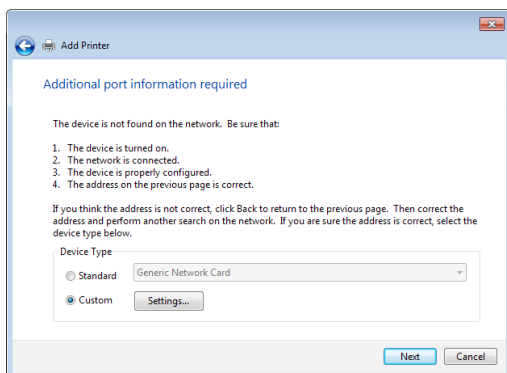 Add Printer
Additional port information required
The device is not found on the network. Be sure that:
1. The device is turned on.
2. The network is connected.
3. The device is properly configured.
4. The address on the previous page is correct.
If you think the address is not correct, click Back to return to the previous page. Then correct the
address and perform another search on the network. If you are sure the address is correct, select the
device type below.
Device Type
Standard Generic Network Card
Custom Settings...
Next Cancel